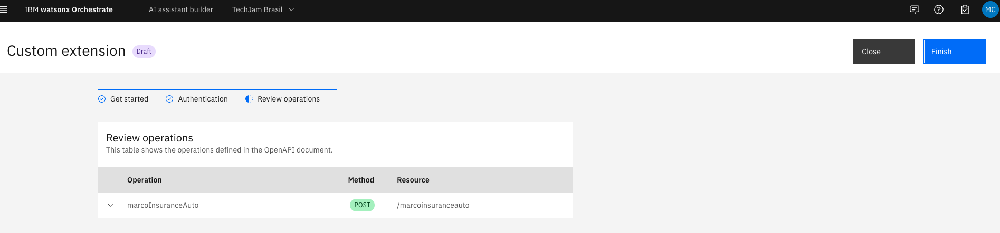 IBM watsonx Orchestrate AI assistant builder TechJam Brasil MC
Custom extension Draft Close Finish
Get started Authentication Review operations
Review operations
This table shows the operations defined in the OpenAPI document.
Operation Method Resource
marcoInsuranceAuto POST /marcoinsuranceauto